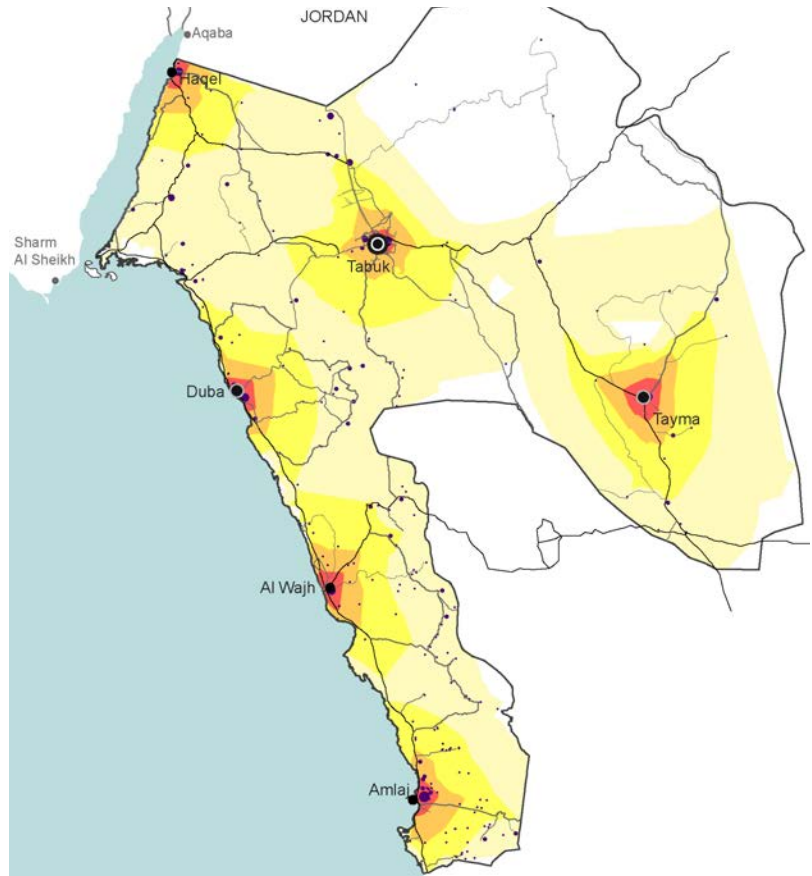 JORDAN
Aqaba
Haqel
Sharm
Al Sheikh
Tabuk
Duba
Tayma
Al Wajh
Amlaj